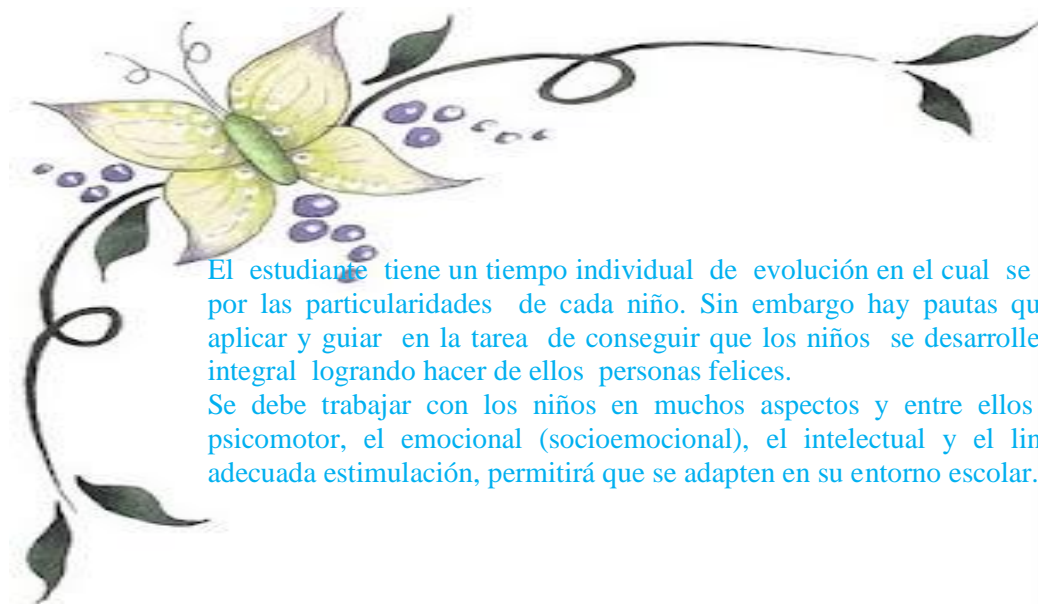 El estudiante tiene un tiempo individual de evolución en el cual se
por las particularidades de cada niño. Sin embargo hay pautas
aplicar y guiar en la tarea de conseguir que los niños se
integral logrando hacer de ellos personas felices.
Se debe trabajar con los niños en muchos aspectos y entre ellos
psicomotor, el emocional (socioemocional), el intelectual y el
adecuada estimulación, permitirá que se adapten en su entorno escolar.